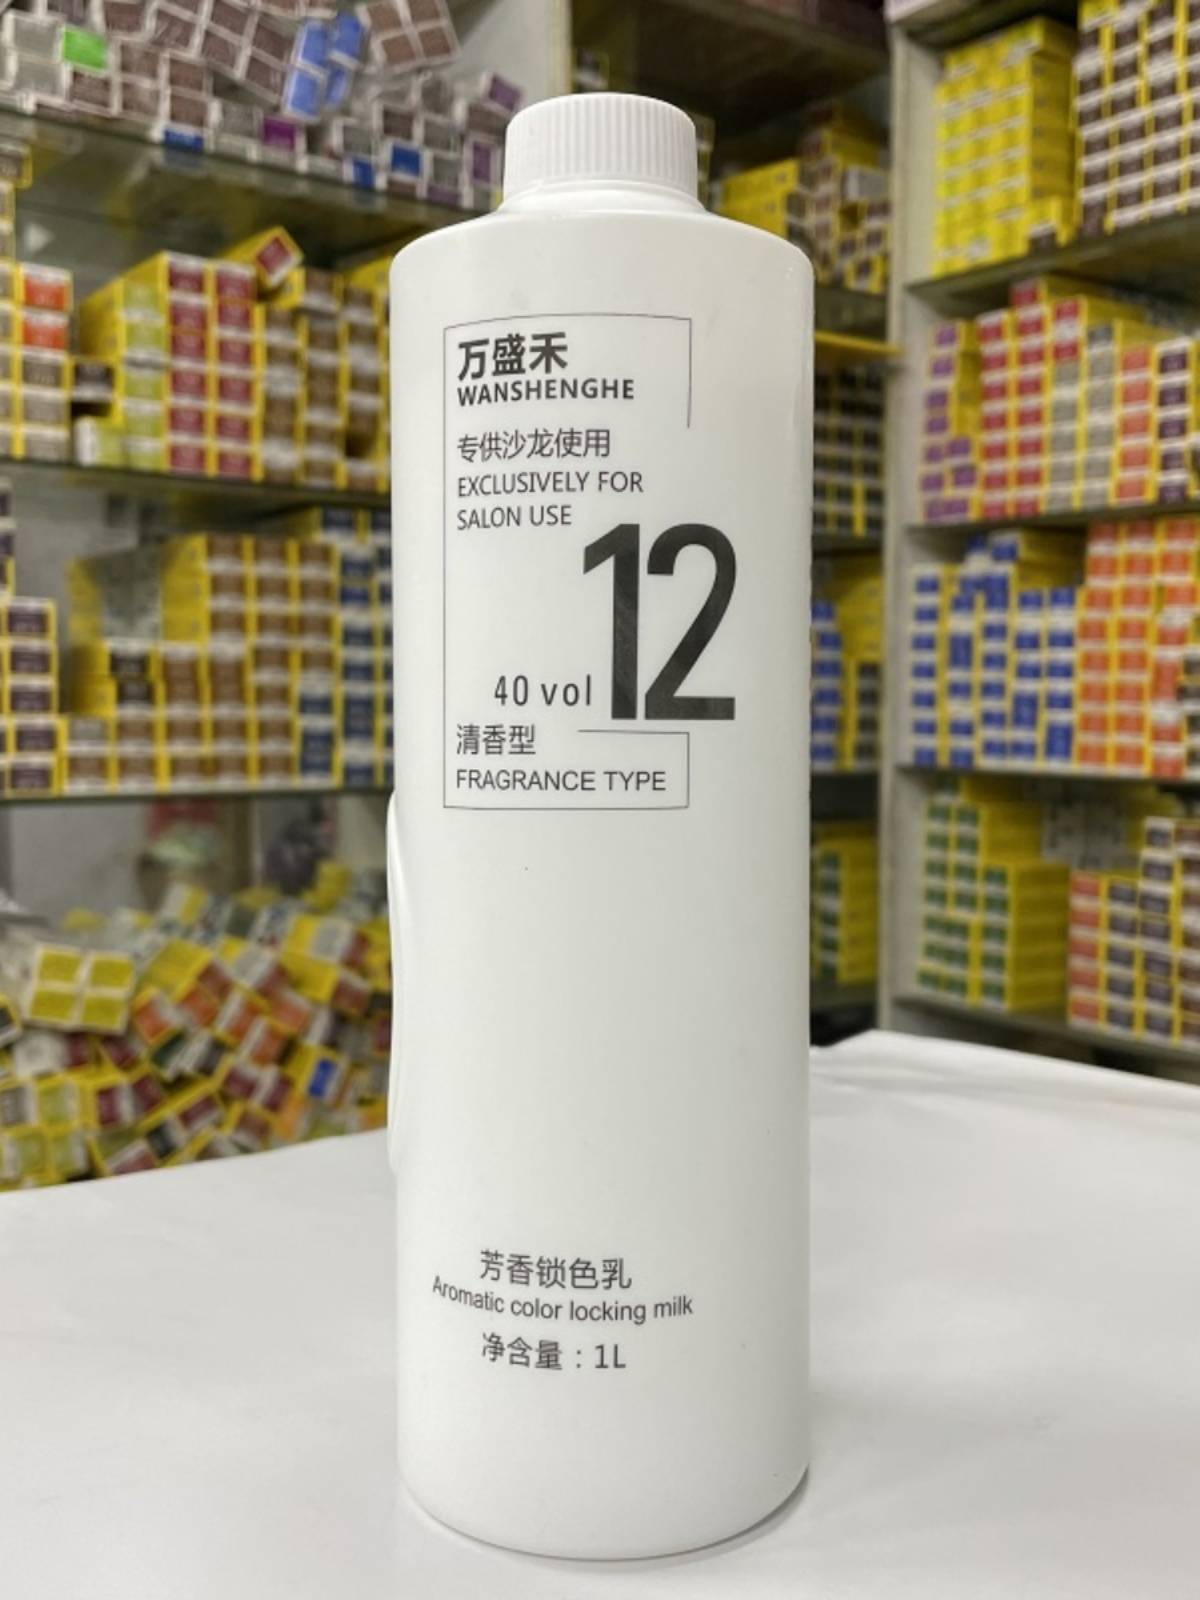 万盛禾
WANSHENGHE
专供沙龙使用
EXCLUSIVELY FOR
SALON USE
12
40 vol
清香型
FRAGRANCE TYPE
芳香锁色乳
Aromatic color locking milk
净含量：1L